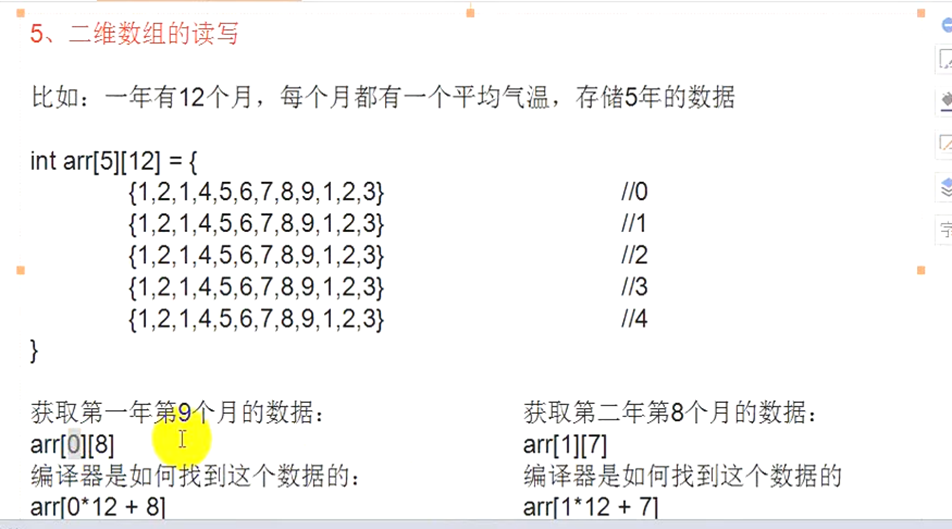 5、二维数组的读写
比如：一年有12个月，每个月都有一个平均气温，存储5年的数据
int arr[5][12] = {
{1,2,1,4,5,6,7,8,9,1,2,3} //0
{1,2,1,4,5,6,7,8,9,1,2,3} //1
{1,2,1,4,5,6,7,8,9,1,2,3} //2
{1,2,1,4,5,6,7,8,9,1,2,3} //3
{1,2,1,4,5,6,7,8,9,1,2,3} //4
}
获取第一年第9个月的数据：
arr[0][8]
编译器是如何找到这个数据的：
arr[0*12 + 8]
获取第二年第8个月的数据：
arr[1][7]
编译器是如何找到这个数据的
arr[1*12 + 7]
字